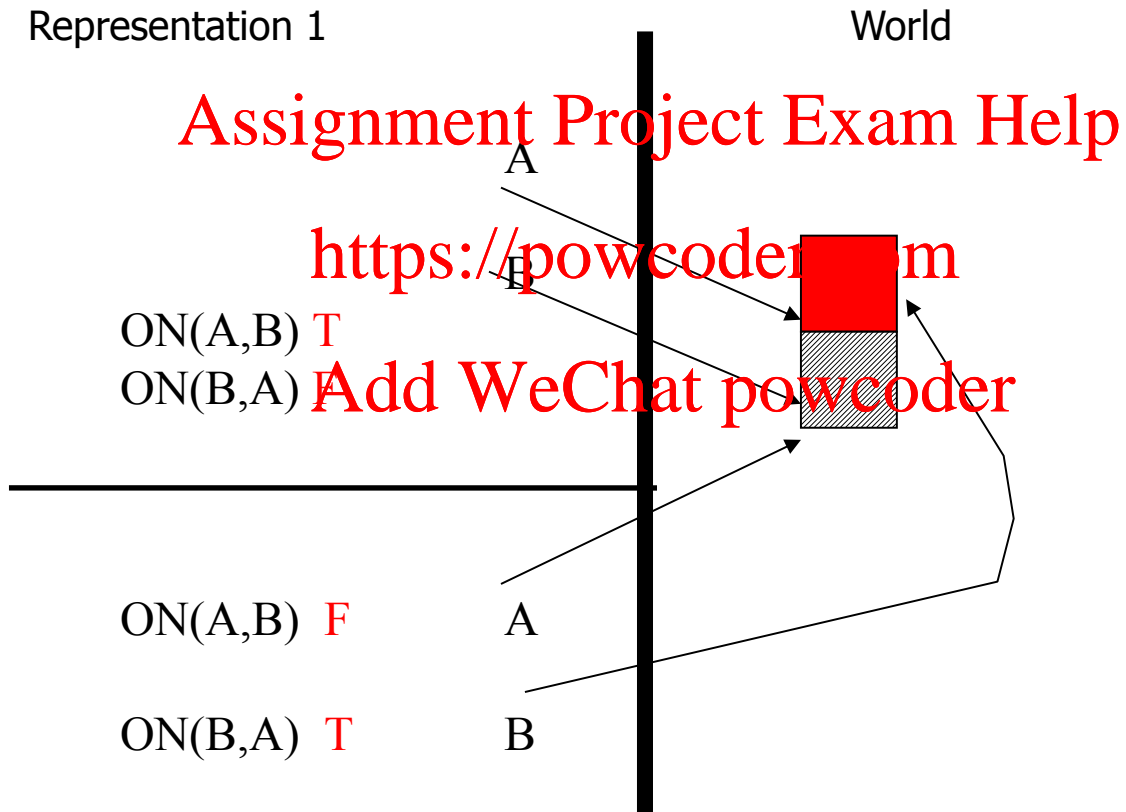 Representation 1
World
Assignment Project Exam Help
A
https://powcoder.com
B
ON(A,B) T
ON(B,A) F
Add WeChat powcoder
ON(A,B) F
A
ON(B,A) T
B